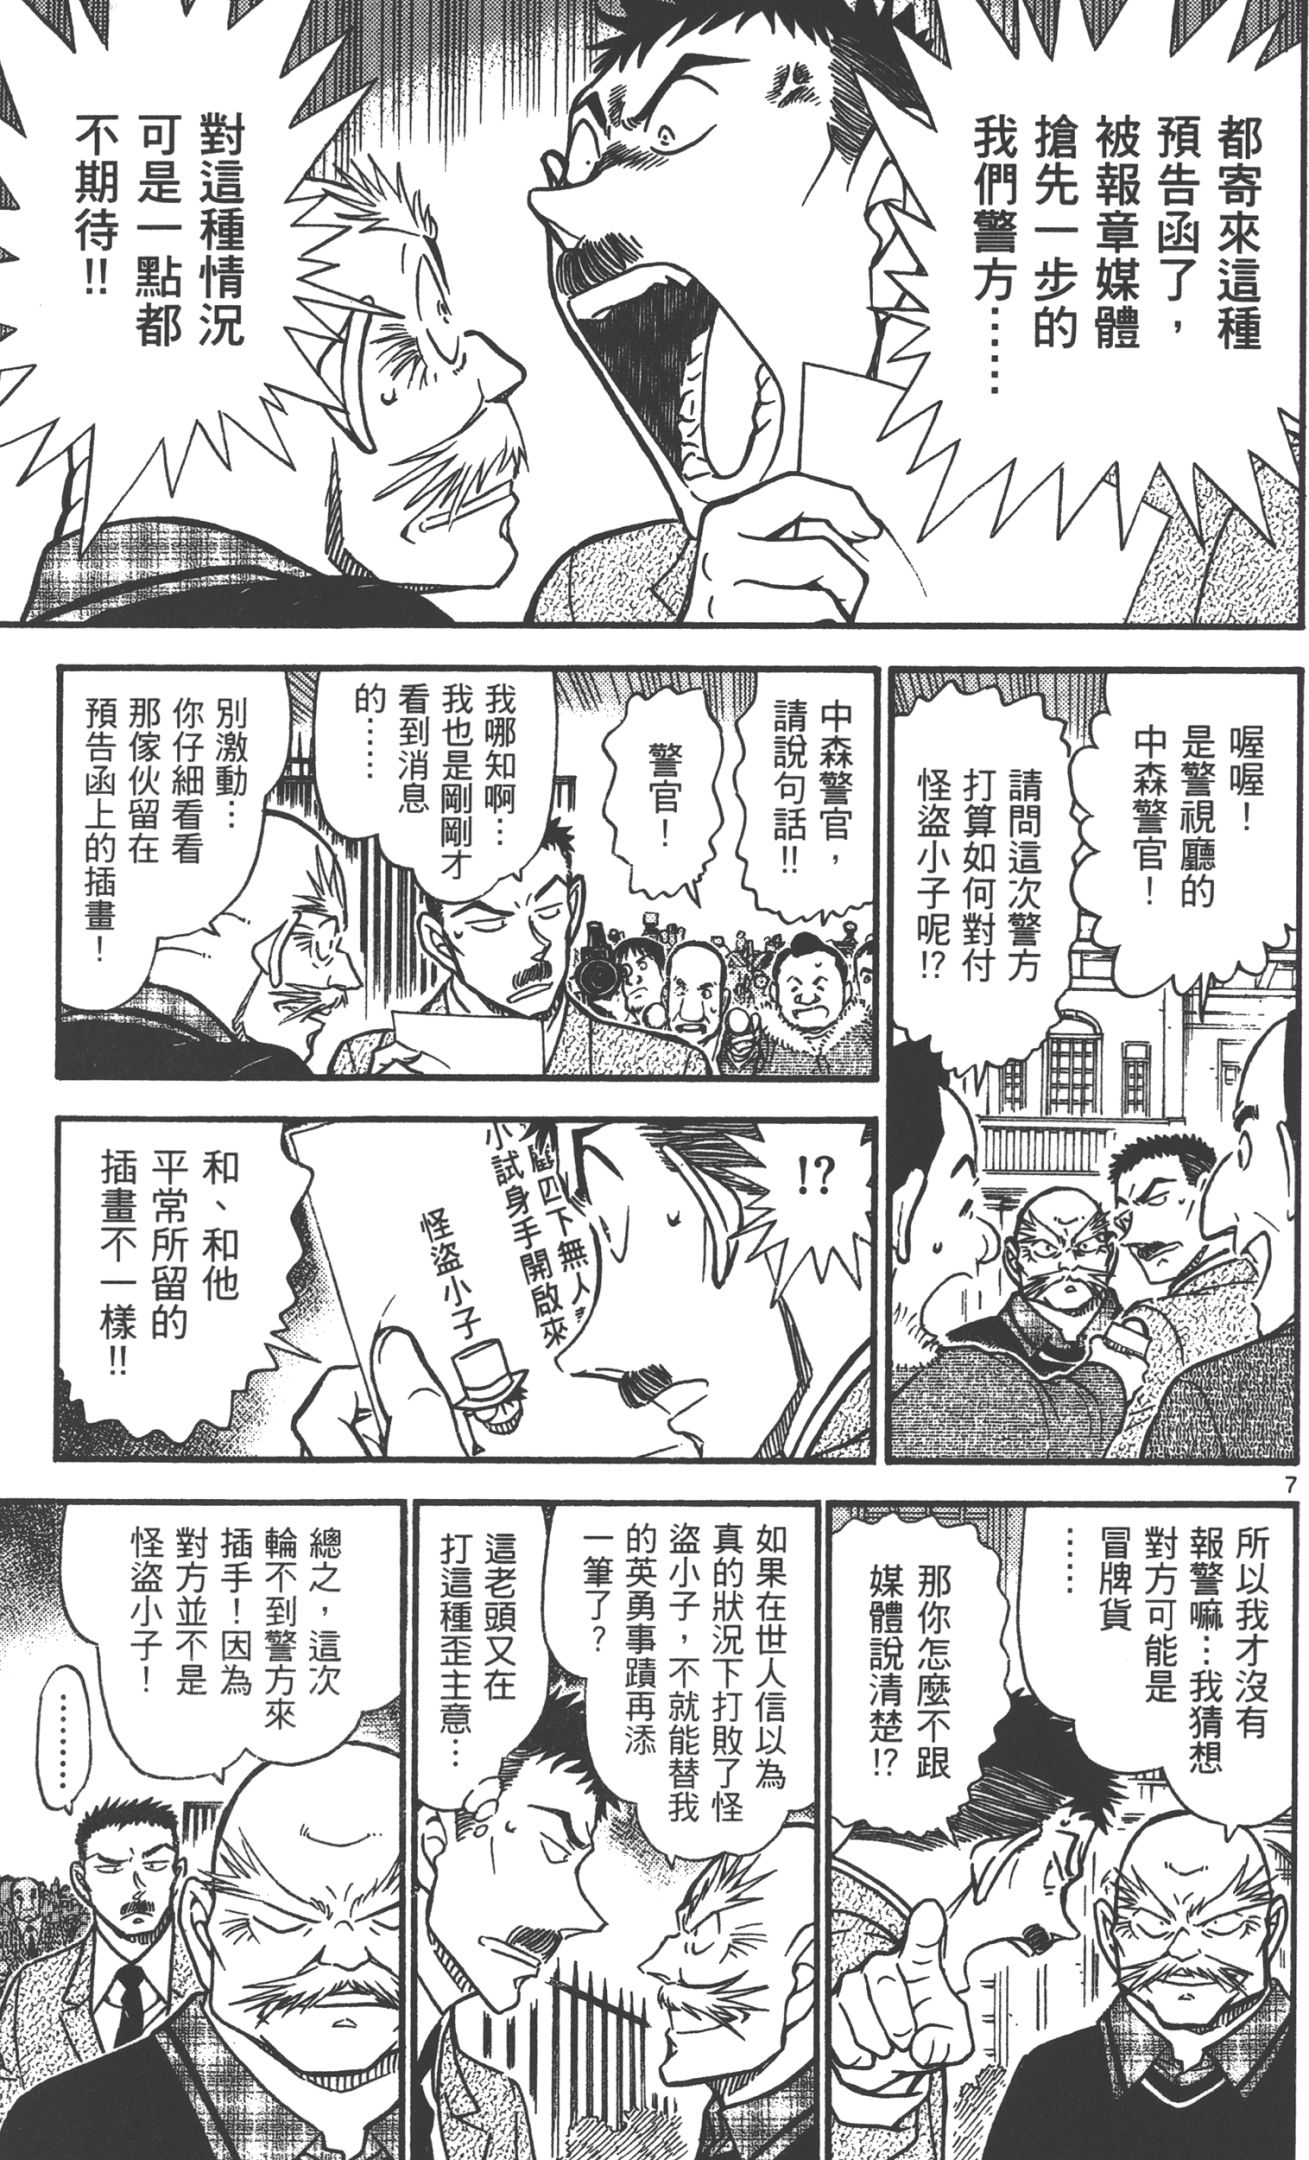 都寄來這種
預告函了，
被報章媒體
搶先一步的
我們警方……
對這種情況
可是一點都
不期待!!
喔喔！
是警視廳的
中森警官！
請問這次警方
打算如何對付
怪盜小子呢!?
中森警官，
請說句話!!
警官！
我哪知啊…
我也是剛剛才
看到消息
的……
別激動…
你仔細看看
那傢伙留在
預告函上的插畫！
!?
四下無人
小試身手開啟來
怪盜小子
和、和他
平常所留的
插畫不一樣!!
7
所以我才沒有
報警嘛…我猜想
對方可能是
冒牌貨
……
那你怎麼不跟
媒體說清楚!?
如果在世人信以為
真的狀況下打敗了怪
盜小子，不就能替我
的英勇事蹟再添
一筆了？
這老頭又在
打這種歪主意…
總之，這次
輪不到警方來
插手！因為
對方並不是
怪盜小子！
………